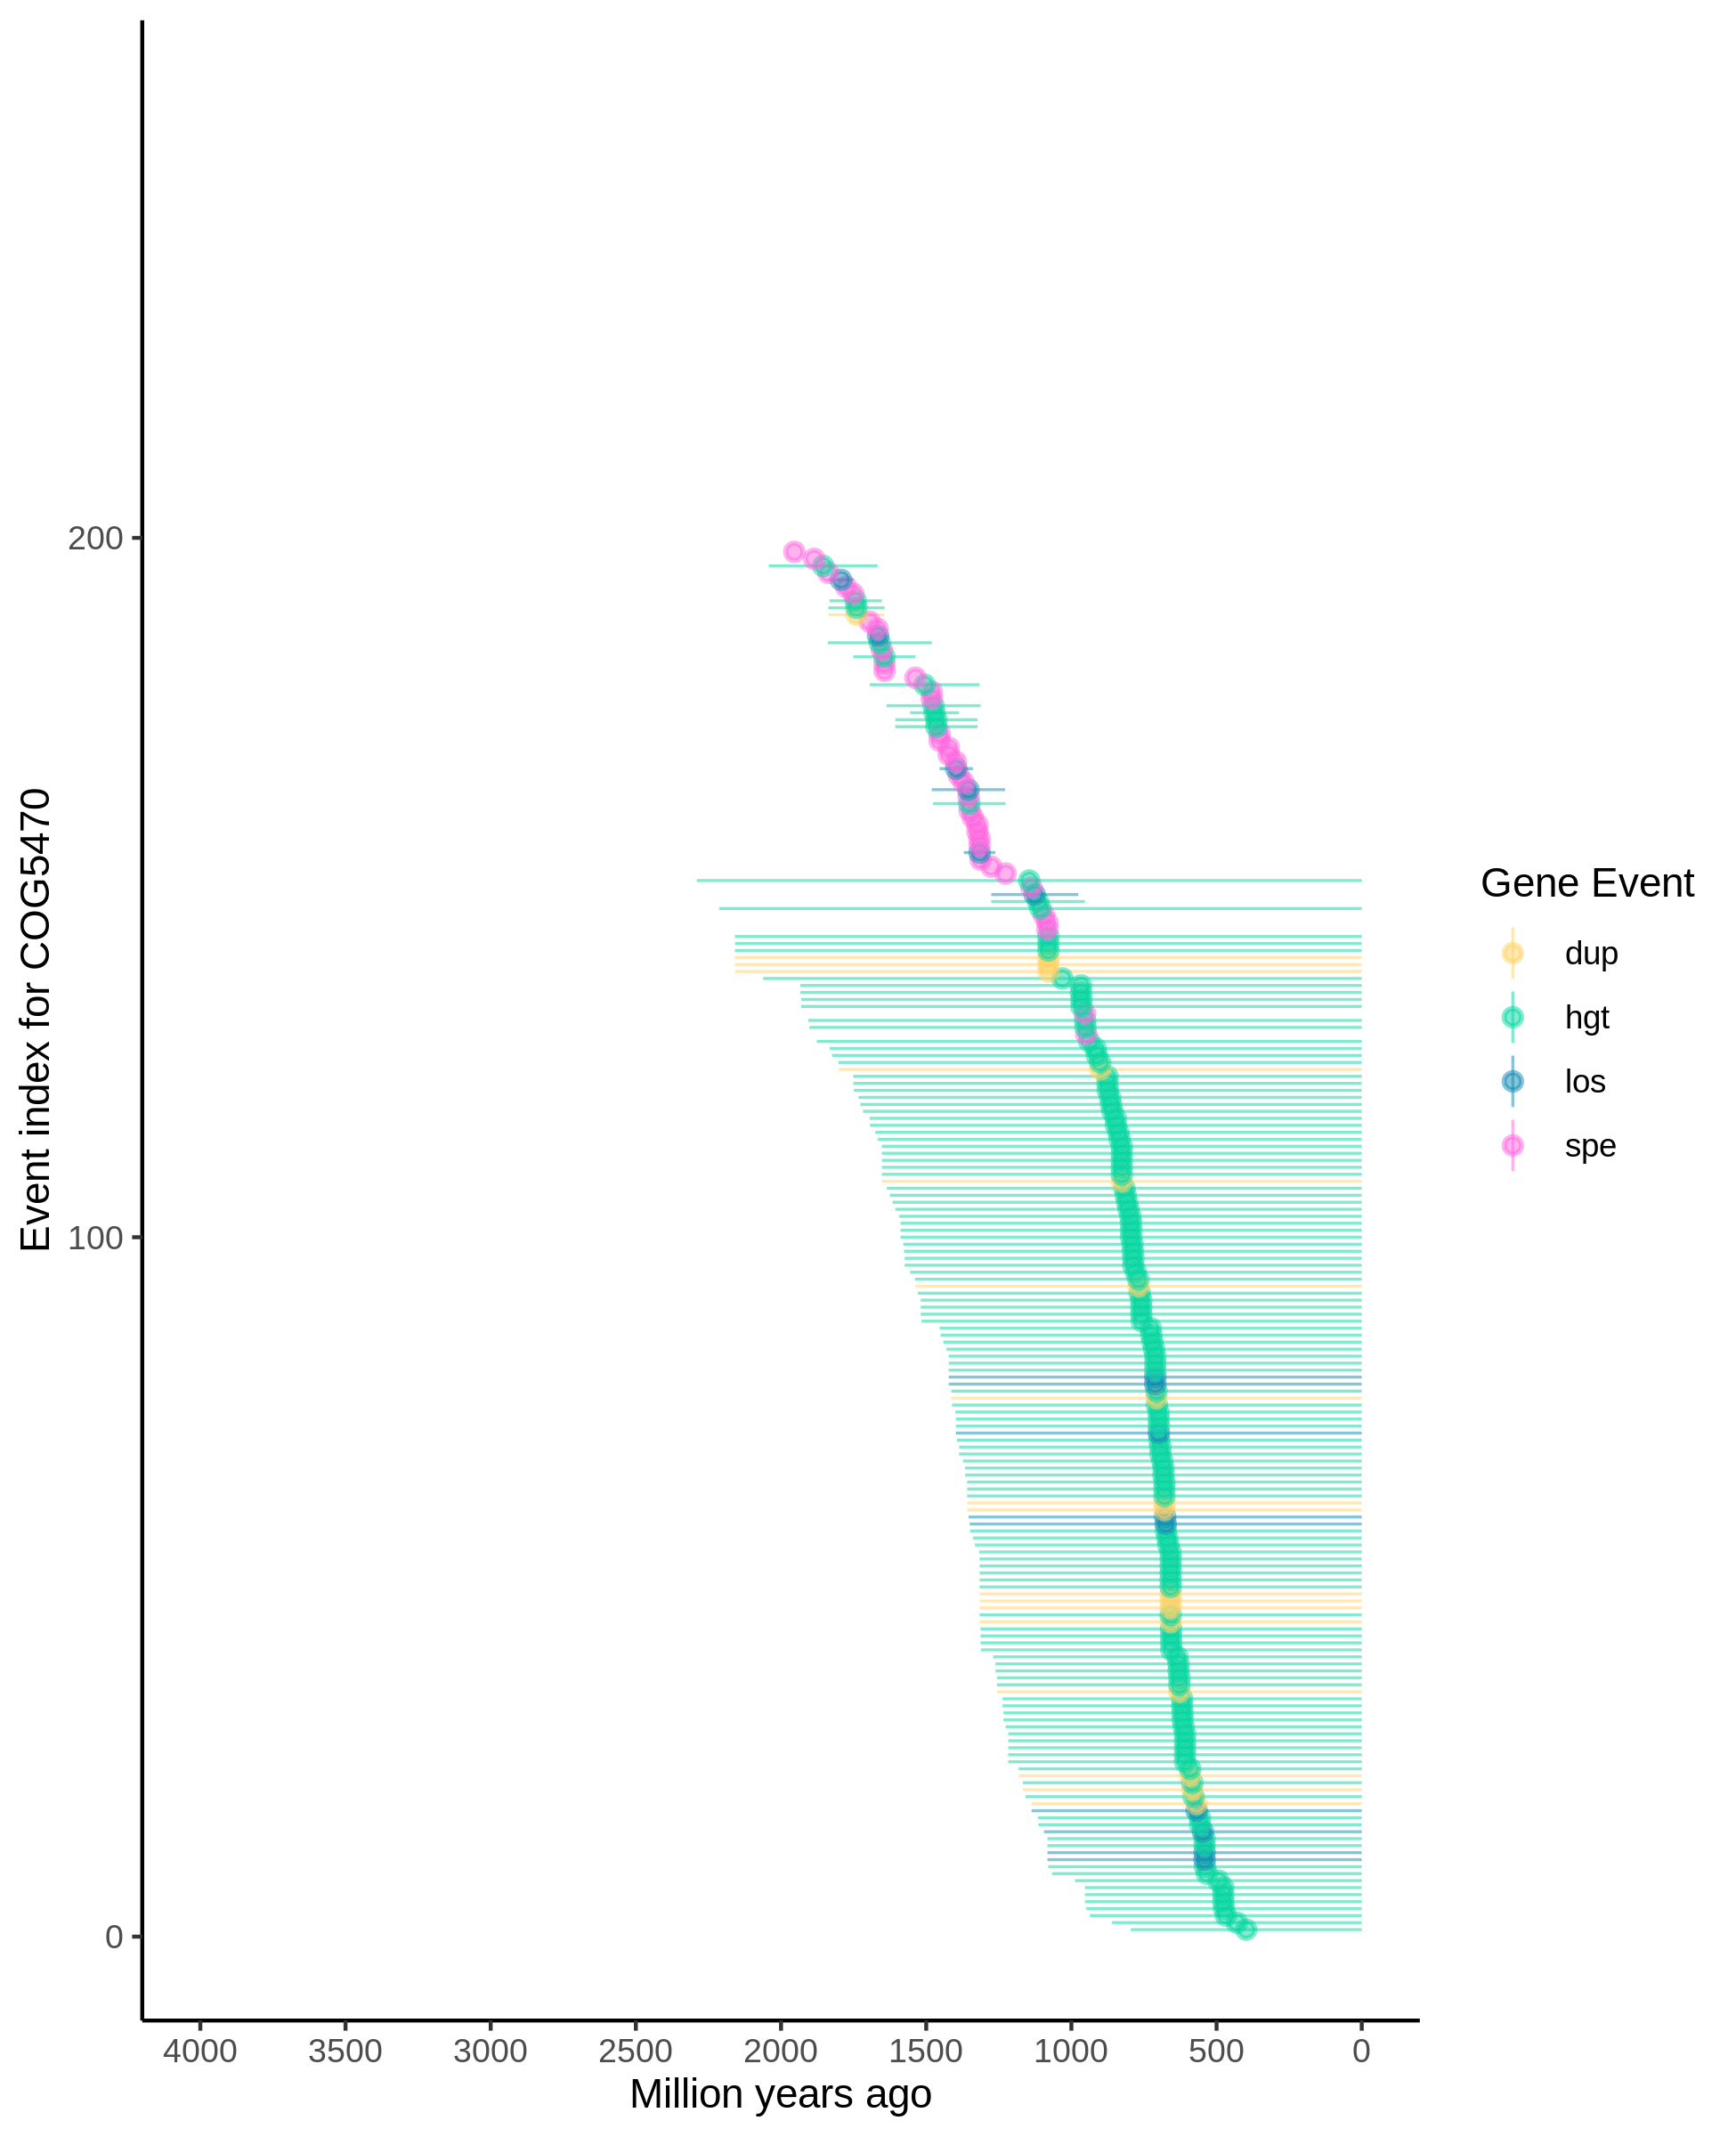 Event index for COG5470
200
100
0
4000 3500 3000 2500 2000 1500 1000 500 0
Million years ago
Gene Event
dup
hgt
los
spe